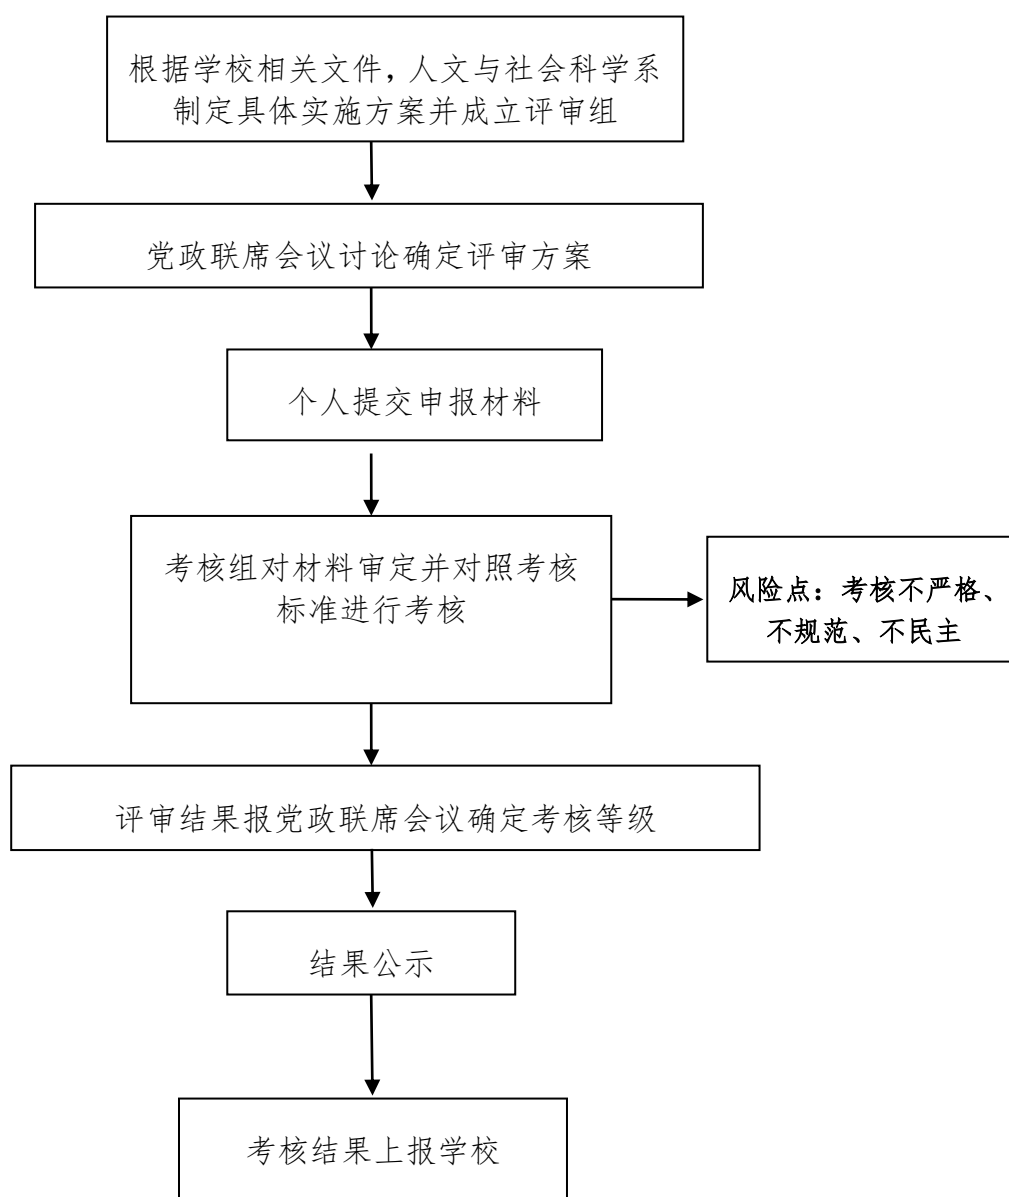 根据学校相关文件，人文与社会科学系
制定具体实施方案并成立评审组
党政联席会议讨论确定评审方案
个人提交申报材料
考核组对材料审定并对照考核
标准进行考核
风险点：考核不严格、
不规范、不民主
评审结果报党政联席会议确定考核等级
结果公示
考核结果上报学校